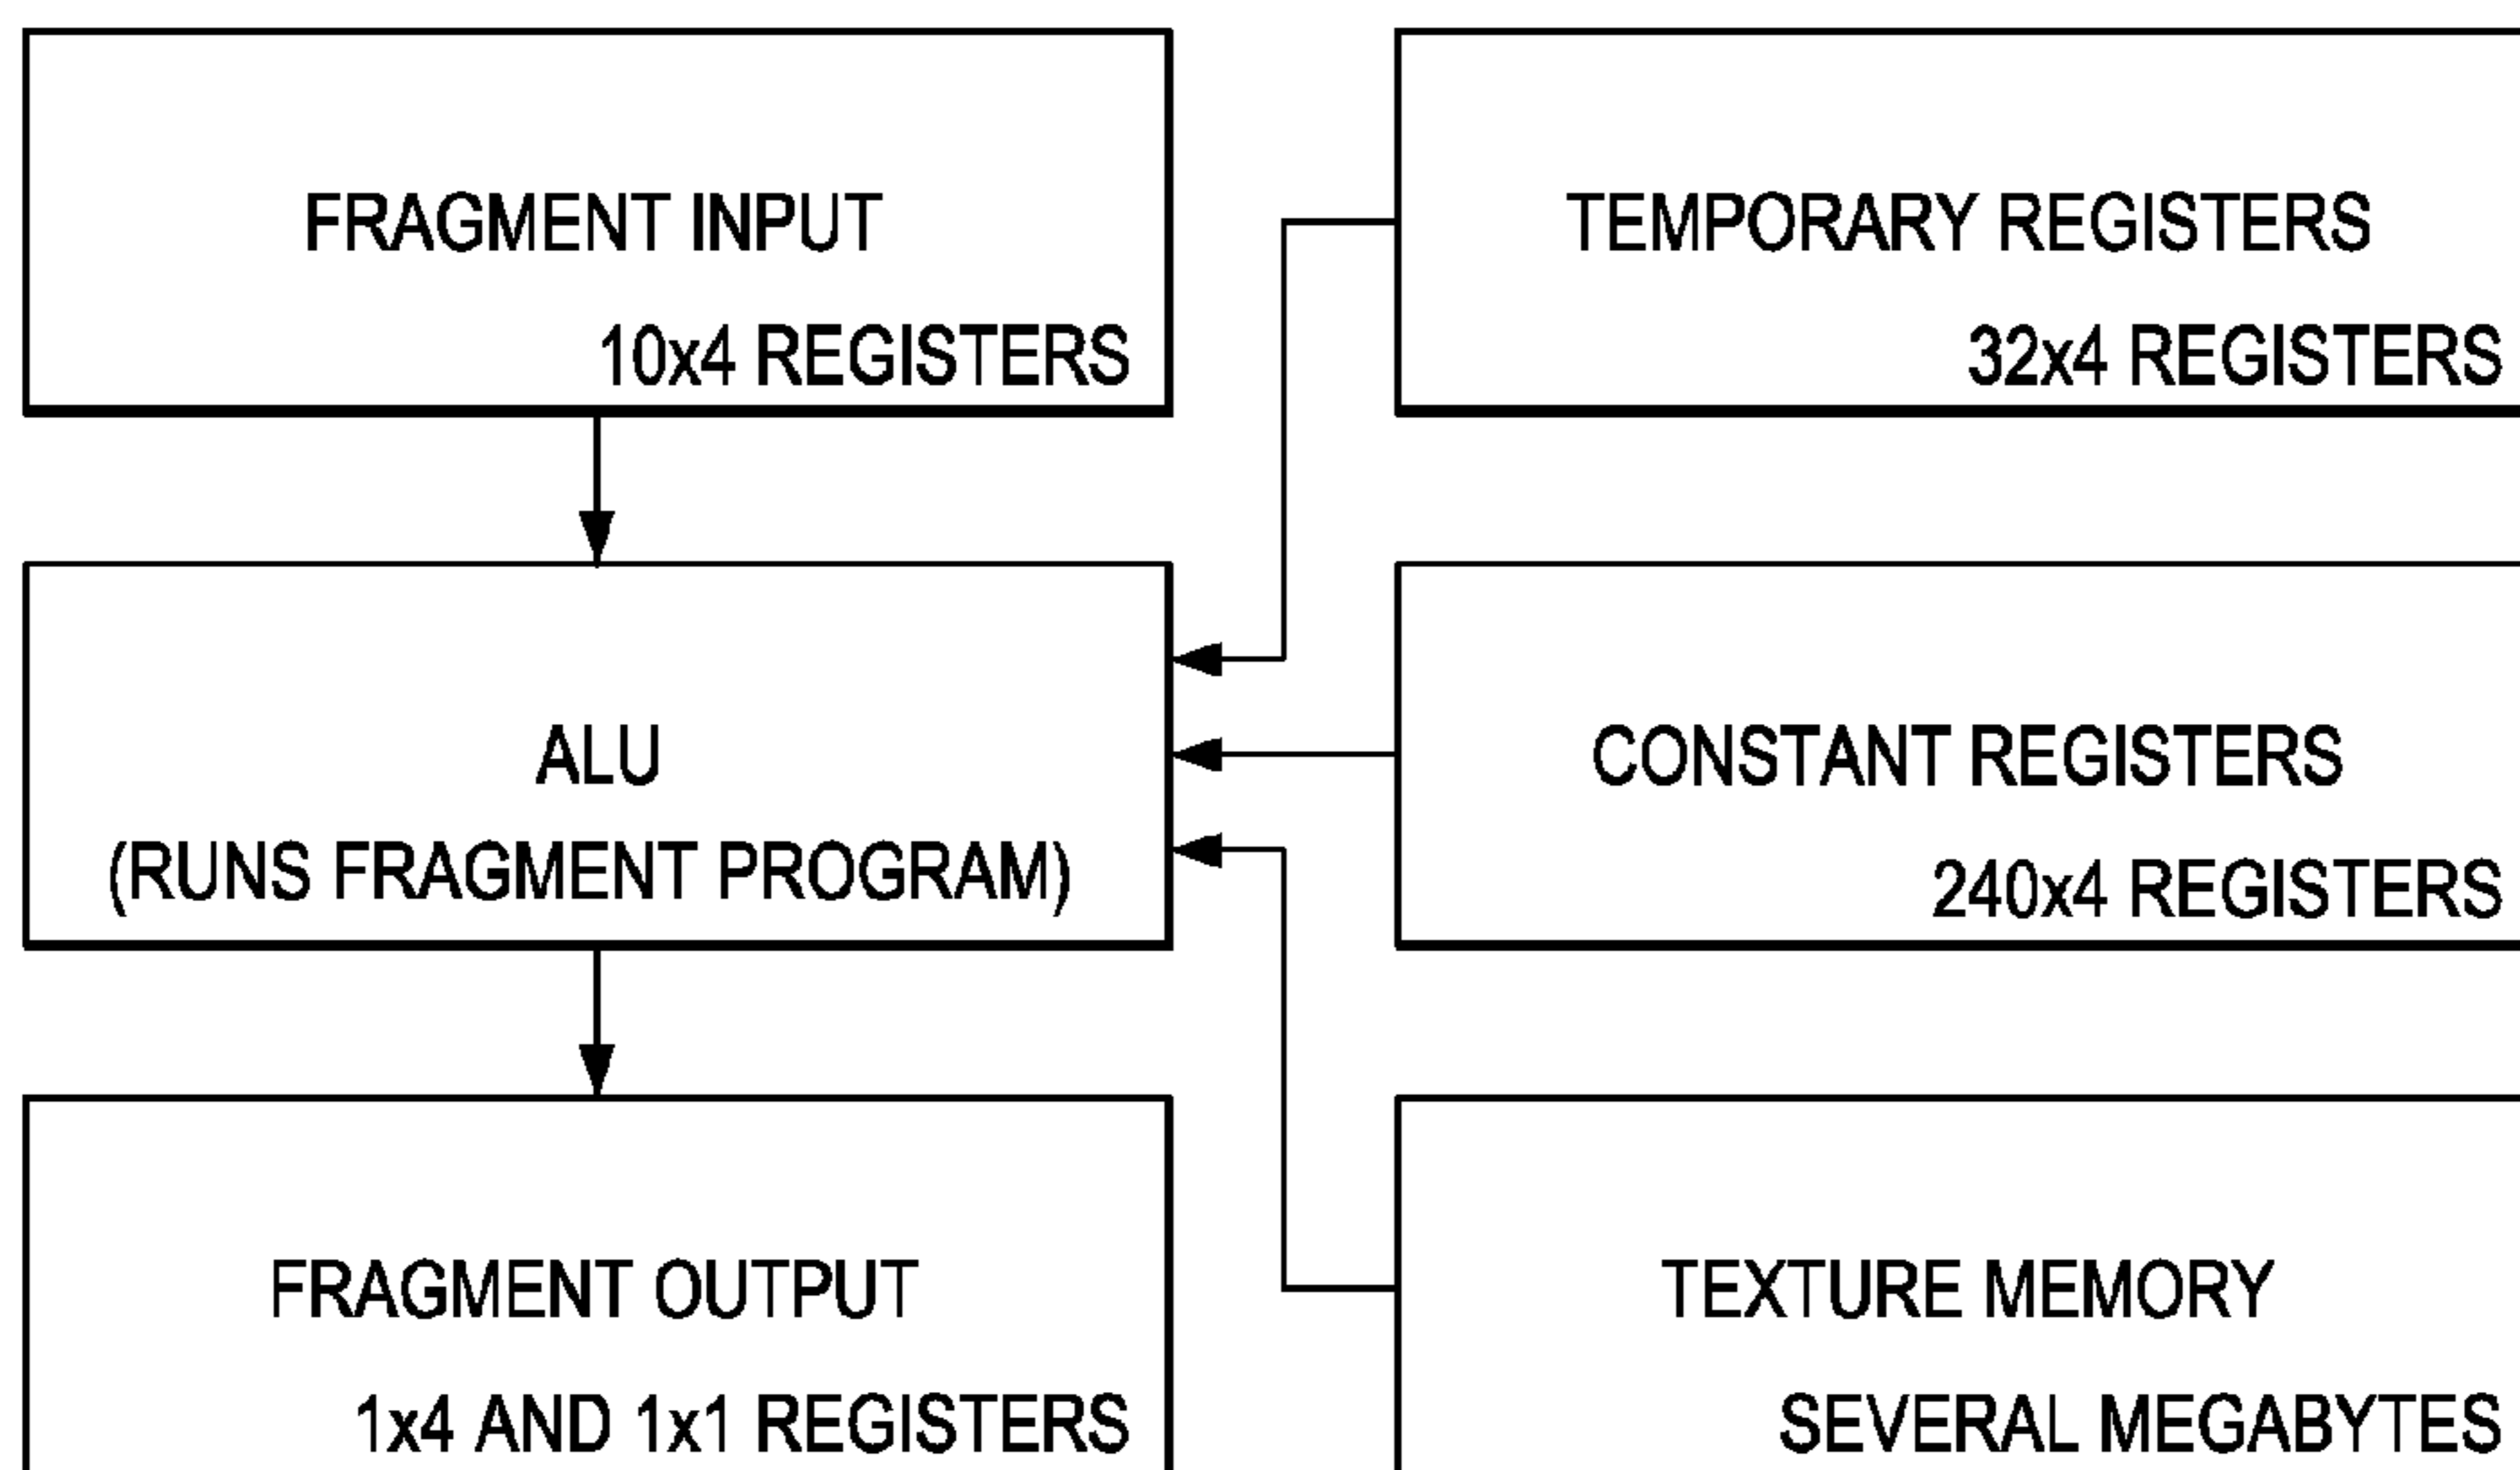 FRAGMENT INPUT
10x4 REGISTERS
TEMPORARY REGISTERS
32x4 REGISTERS
ALU
(RUNS FRAGMENT PROGRAM)
CONSTANT REGISTERS
240x4 REGISTERS
FRAGMENT OUTPUT
1x4 AND 1x1 REGISTERS
TEXTURE MEMORY
SEVERAL MEGABYTES